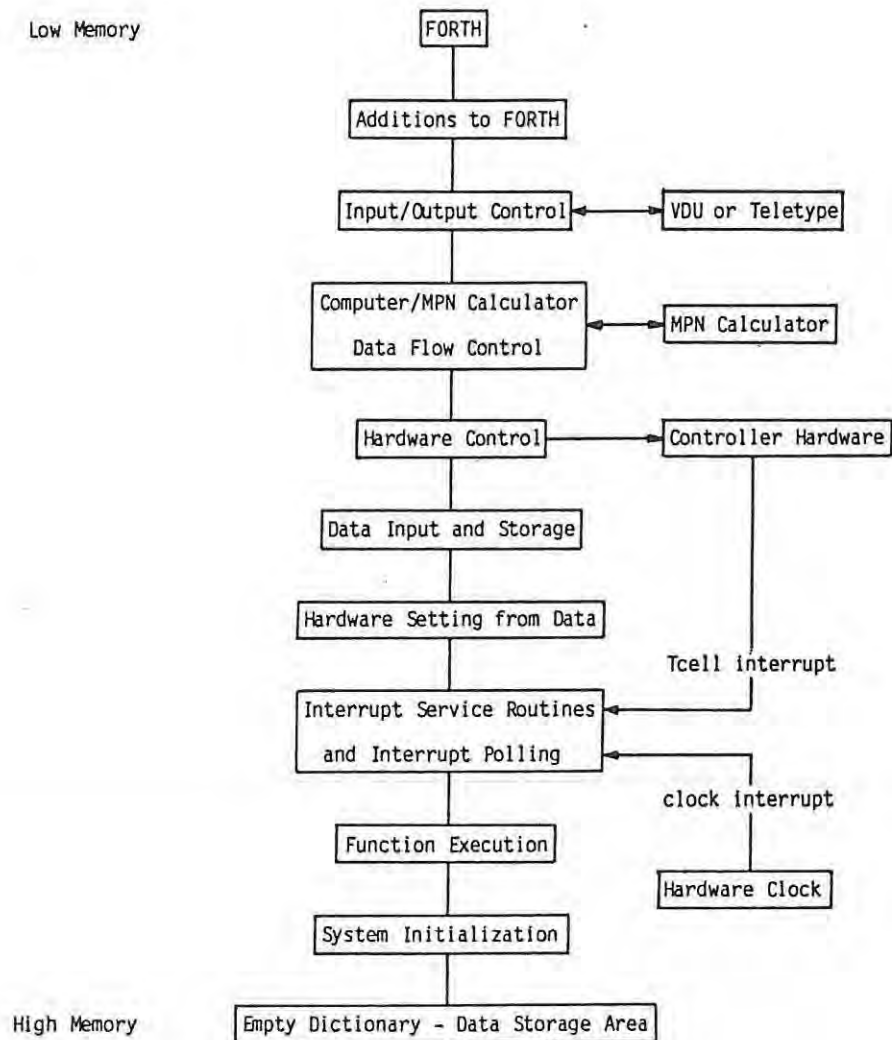 Low Memory
FORTH
Additions to FORTH
Input/Output Control
VDU or Teletype
Computer/MPN Calculator
Data Flow Control
MPN Calculator
Hardware Control
Controller Hardware
Data Input and Storage
Hardware Setting from Data
Tcell interrupt
Interrupt Service Routines
and Interrupt Polling
clock interrupt
Function Execution
Hardware Clock
System Initialization
High Memory
Empty Dictionary - Data Storage Area